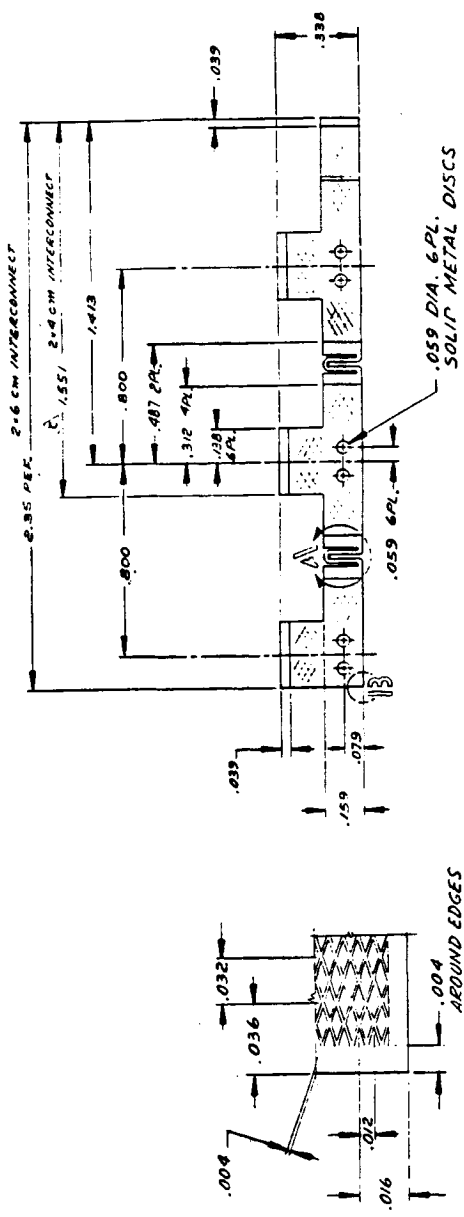 2.35 REF. 2×6 cm INTERCONNECT
1.551 2×4 cm INTERCONNECT
1.413
.800
.800
.487 2PL.
.312 4PL.
.138 6PL.
.039
.338
.039
.159
.079
.059 6PL.
.059 DIA. 6PL.
SOLID METAL DISCS
A
B
.004
.036
.032
.012
.016
.004
AROUND EDGES